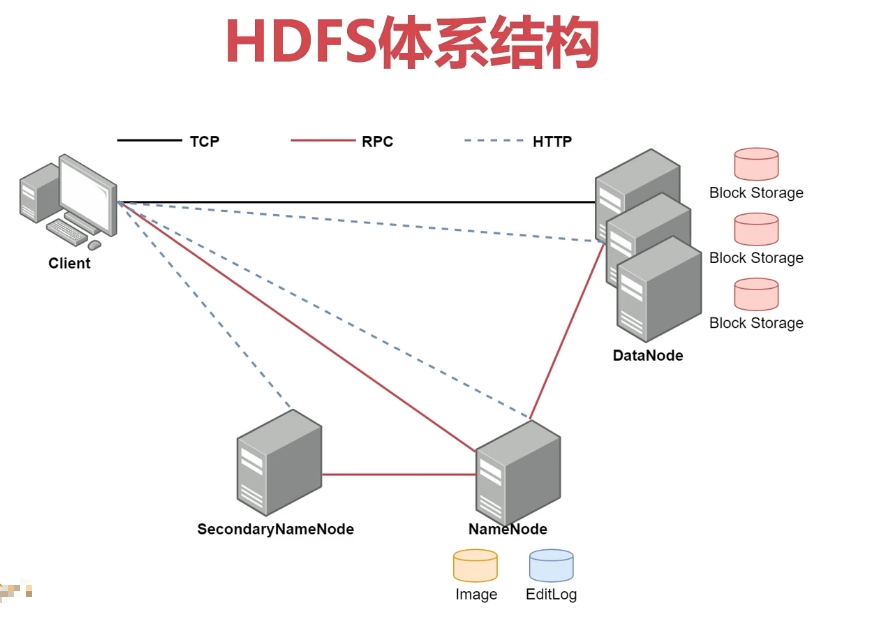 HDFS体系结构
TCP
RPC
HTTP
Block Storage
Block Storage
Client
Block Storage
DataNode
SecondaryNameNode
NameNode
Image
EditLog